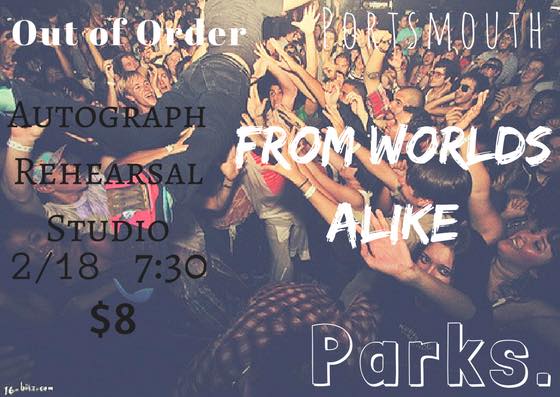 Out of Order
Portsmouth
Autograph
Rehearsal
Studio
2/18 7:30
$8
FROM WORLDS
ALIKE
Parks.